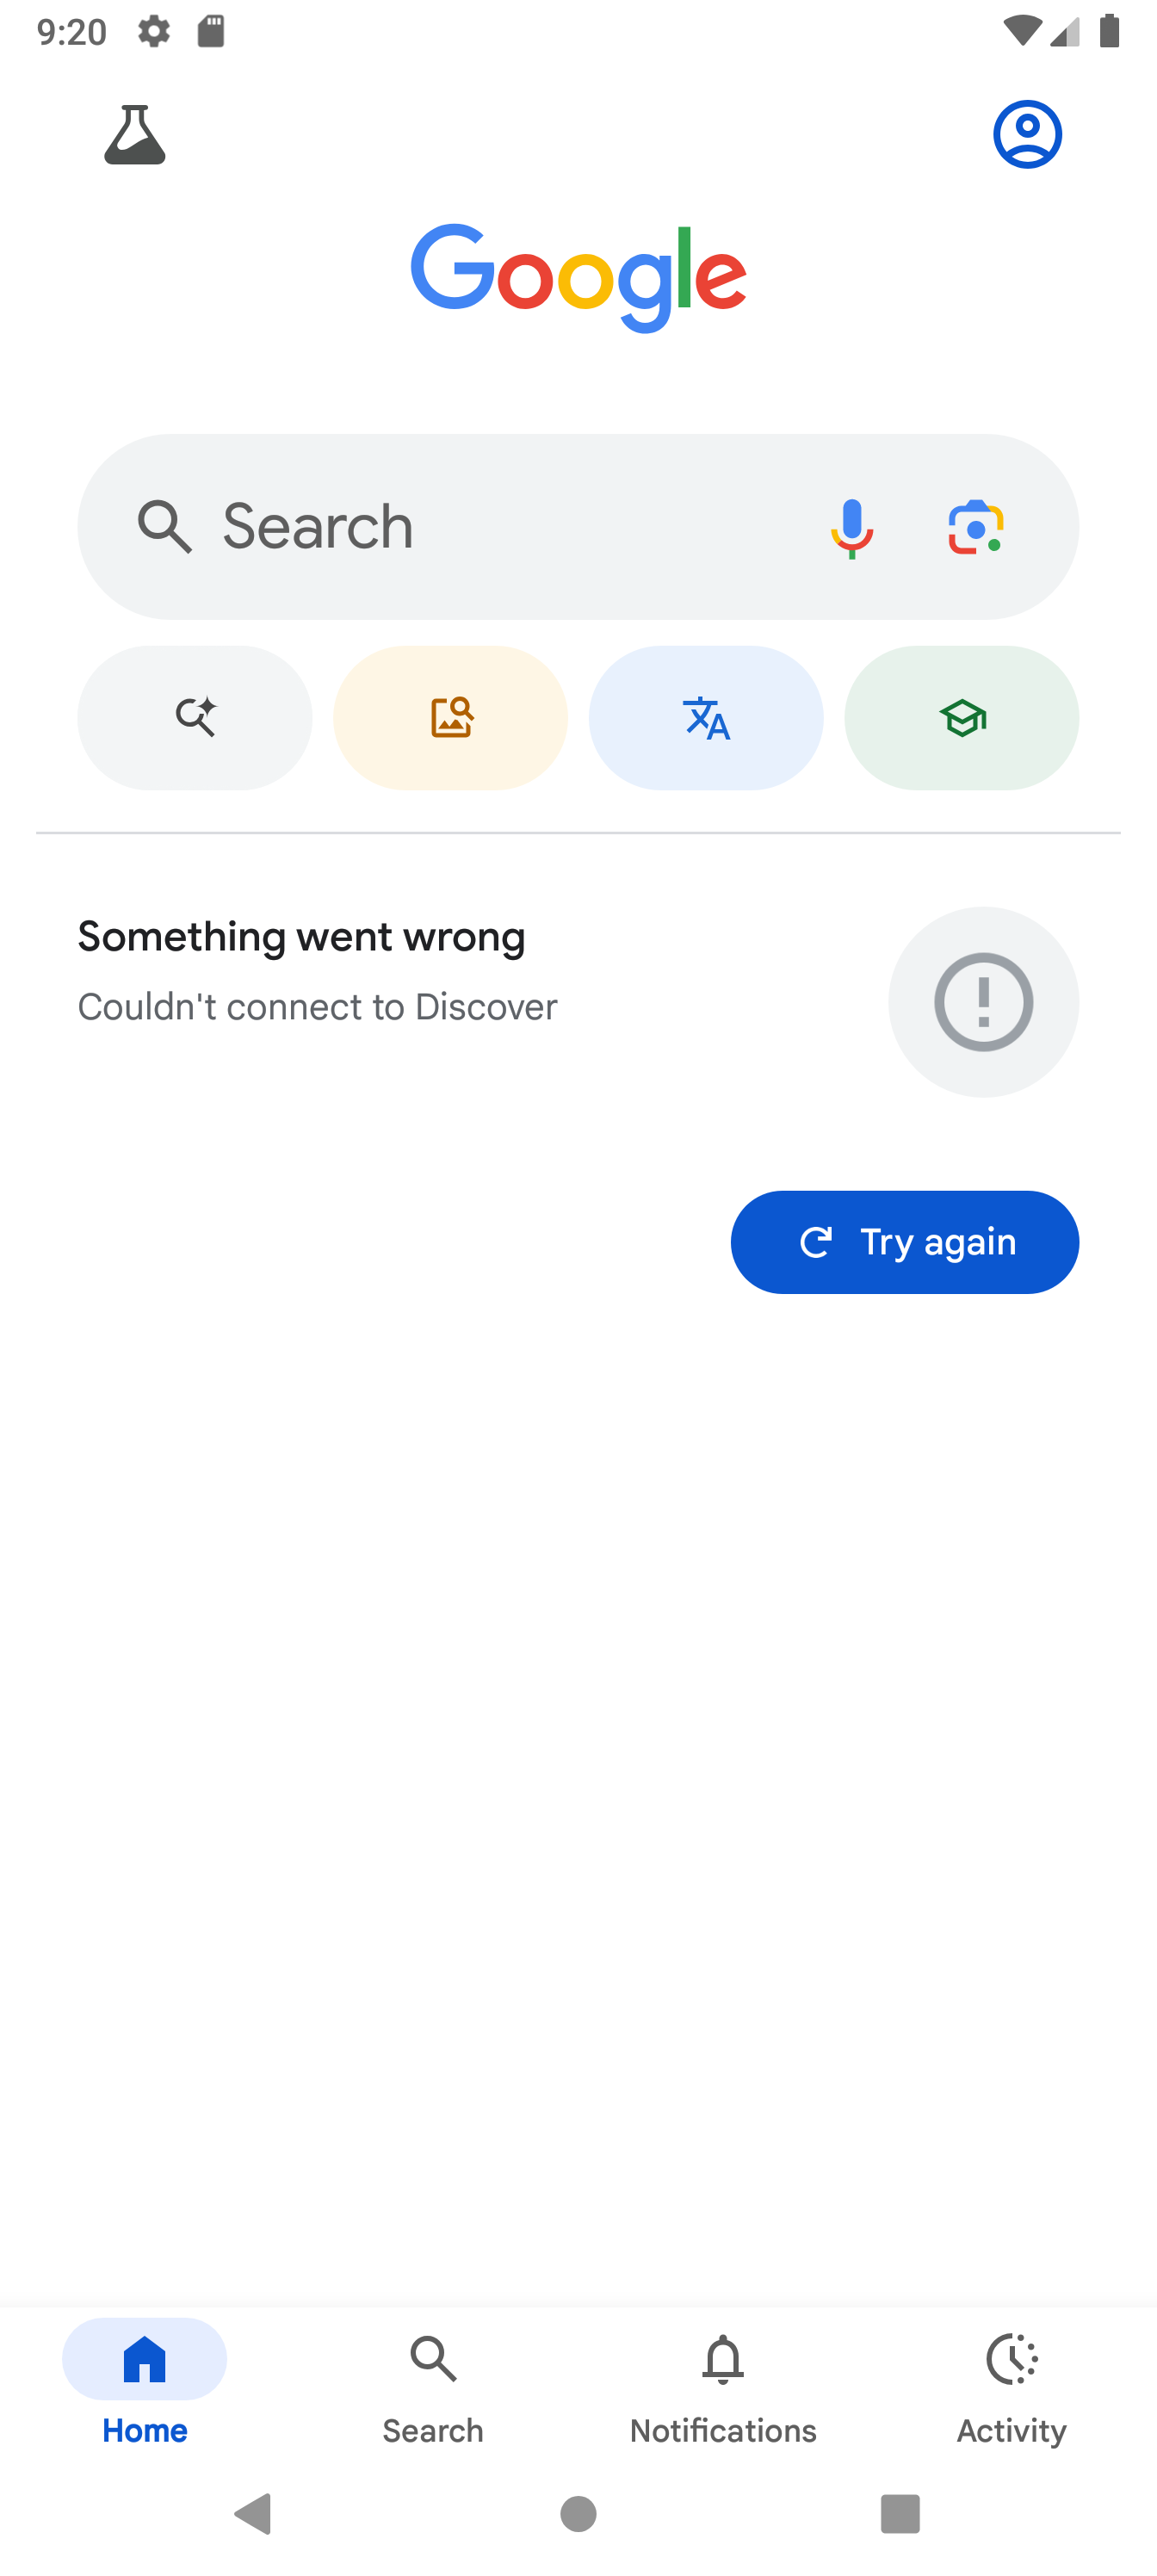 9:20
Google
Search
Something went wrong
Couldn't connect to Discover
Try again
Home
Search
Notifications
Activity